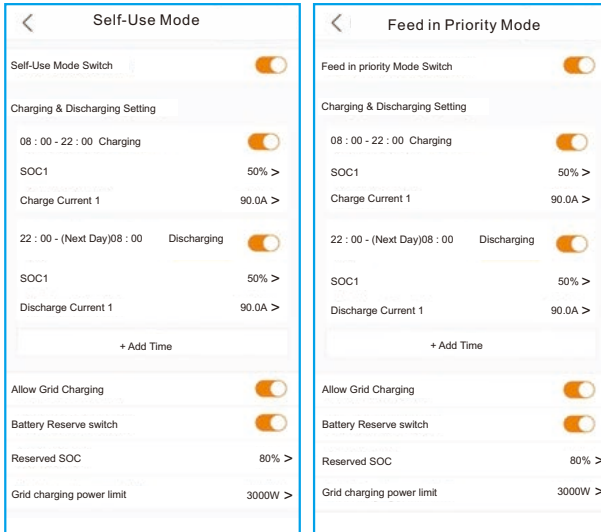 Self-Use Mode
Self-Use Mode Switch
Charging & Discharging Setting
08 : 00 - 22 : 00 Charging
SOC1 50% >
Charge Current 1 90.0A >
22 : 00 - (Next Day)08 : 00 Discharging
SOC1 50% >
Discharge Current 1 90.0A >
+ Add Time
Allow Grid Charging
Battery Reserve switch
Reserved SOC 80% >
Grid charging power limit 3000W >
Feed in Priority Mode
Feed in priority Mode Switch
Charging & Discharging Setting
08 : 00 - 22 : 00 Charging
SOC1 50% >
Charge Current 1 90.0A >
22 : 00 - (Next Day)08 : 00 Discharging
SOC1 50% >
Discharge Current 1 90.0A >
+ Add Time
Allow Grid Charging
Battery Reserve switch
Reserved SOC 80% >
Grid charging power limit 3000W >